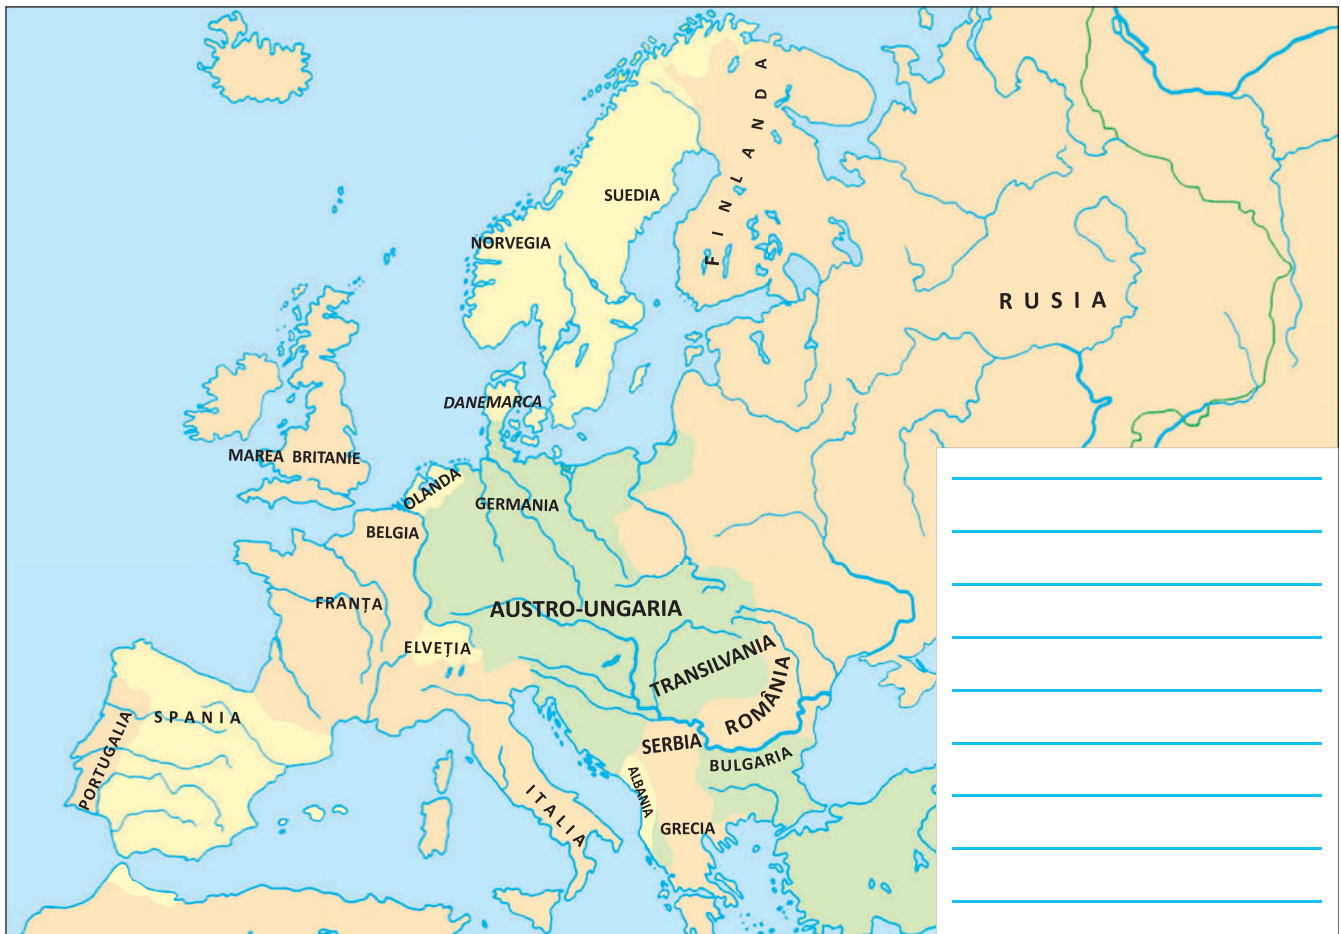 FINLANDA
SUEDIA
NORVEGIA
RUSIA
DANEMARCA
MAREA BRITANIE
OLANDA
GERMANIA
BELGIA
FRANȚA
AUSTRO-UNGARIA
ELVEȚIA
TRANSILVANIA
ROMÂNIA
SPANIA
PORTUGALIA
SERBIA
BULGARIA
ALBANIA
ITALIA
GRECIA